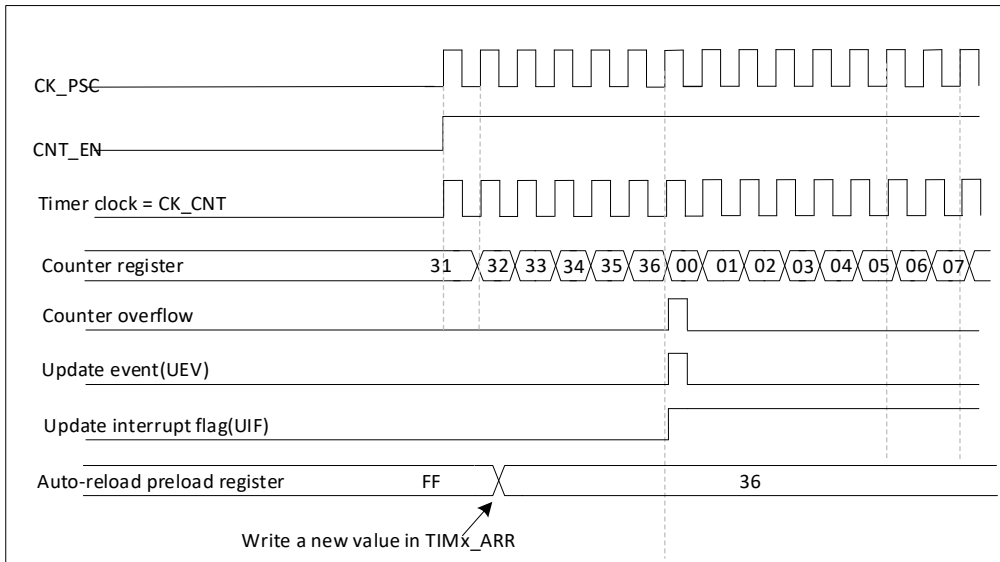 CK_PSC
CNT_EN
Timer clock = CK_CNT
Counter register 31 32 33 34 35 36 00 01 02 03 04 05 06 07
Counter overflow
Update event(UEV)
Update interrupt flag(UIF)
Auto-reload preload register FF 36
Write a new value in TIMx_ARR